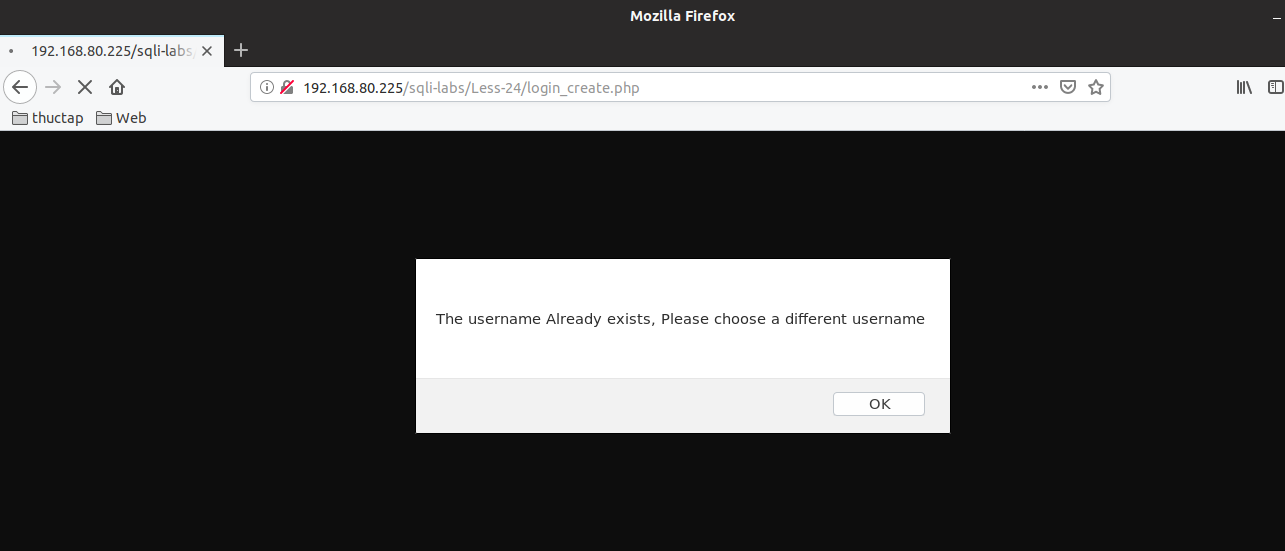 Mozilla Firefox
192.168.80.225/sqli-labs
192.168.80.225/sqli-labs/Less-24/login_create.php
thuctap Web
The username Already exists, Please choose a different username
OK